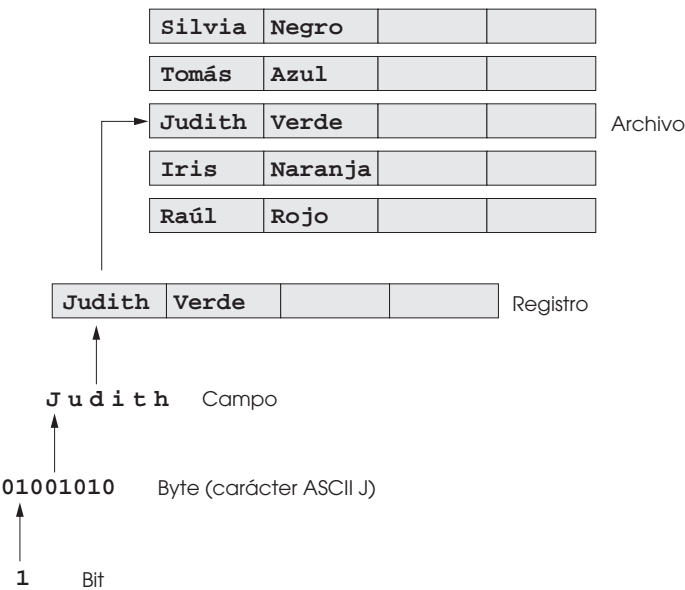 Silvia Negro
Tomás Azul
Judith Verde Archivo
Iris Naranja
Raúl Rojo
Judith Verde Registro
Judith Campo
01001010 Byte (carácter ASCII J)
1 Bit